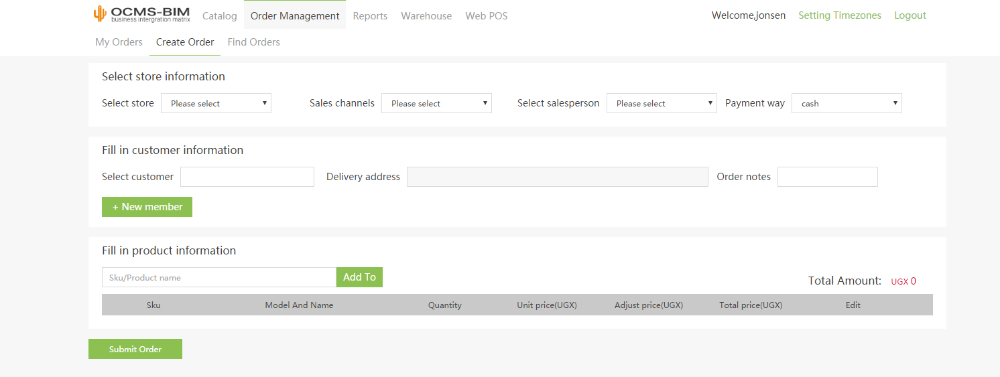 OCMS-BIM
business intergration matrix
Catalog Order Management Reports Warehouse Web POS
Welcome,jonsen Setting Timezones Logout
My Orders Create Order Find Orders
Select store information
Select store Please select Sales channels Please select Select salesperson Please select Payment way cash
Fill in customer information
Select customer Delivery address Order notes
+ New member
Fill in product information
Sku/Product name Add To
Total Amount: UGX 0
Sku Model And Name Quantity Unit price(UGX) Adjust price(UGX) Total price(UGX) Edit
Submit Order